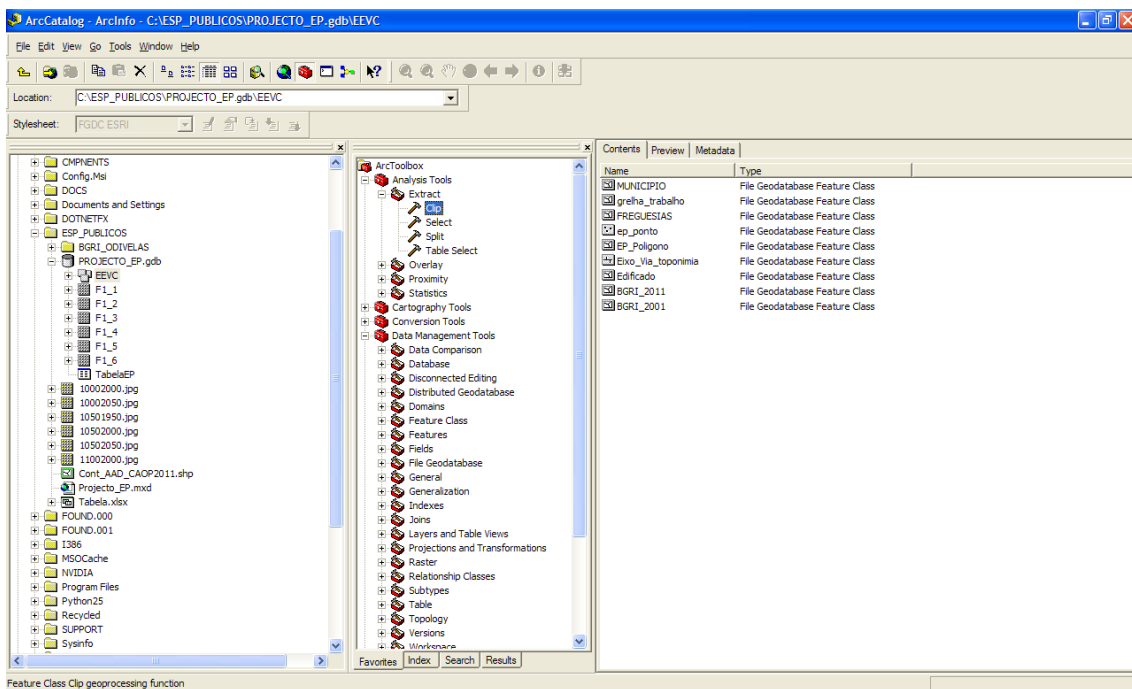 ArcCatalog - ArcInfo - C:\ESP_PUBLICOS\PROJECTO_EP.gdb\EEVC
File Edit View Go Tools Window Help
Location: C:\ESP_PUBLICOS\PROJECTO_EP.gdb\EEVC
Stylesheet: FGDC ESRI
CMPNENTS
Config.Msi
DOCS
Documents and Settings
DOTNETFX
ESP_PUBLICOS
BGRI_ODIVELAS
PROJECTO_EP.gdb
EEVC
F1_1
F1_2
F1_3
F1_4
F1_5
F1_6
TabelaEP
10002000.jpg
10002050.jpg
10501950.jpg
10502000.jpg
10502050.jpg
11002000.jpg
Cont_AAD_CAOP2011.shp
Projecto_EP.mxd
Tabela.xlsx
FOUND.000
FOUND.001
I386
MSOCache
NVIDIA
Program Files
Python25
Recycled
SUPPORT
Sysinfo
ArcToolbox
Analysis Tools
Extract
Clip
Select
Split
Table Select
Overlay
Proximity
Statistics
Cartography Tools
Conversion Tools
Data Management Tools
Data Comparison
Database
Disconnected Editing
Distributed Geodatabase
Domains
Feature Class
Features
Fields
File Geodatabase
General
Generalization
Indexes
Joins
Layers and Table Views
Projections and Transformations
Raster
Relationship Classes
Subtypes
Table
Topology
Versions
Workspace
Favorites Index Search Results
Contents Preview Metadata
Name Type
MUNICIPIO File Geodatabase Feature Class
grelha_trabalho File Geodatabase Feature Class
FREGUESIAS File Geodatabase Feature Class
ep_ponto File Geodatabase Feature Class
EP_Poligono File Geodatabase Feature Class
Eixo_Via_toponimia File Geodatabase Feature Class
Edificado File Geodatabase Feature Class
BGRI_2011 File Geodatabase Feature Class
BGRI_2001 File Geodatabase Feature Class
Feature Class Clip geoprocessing function